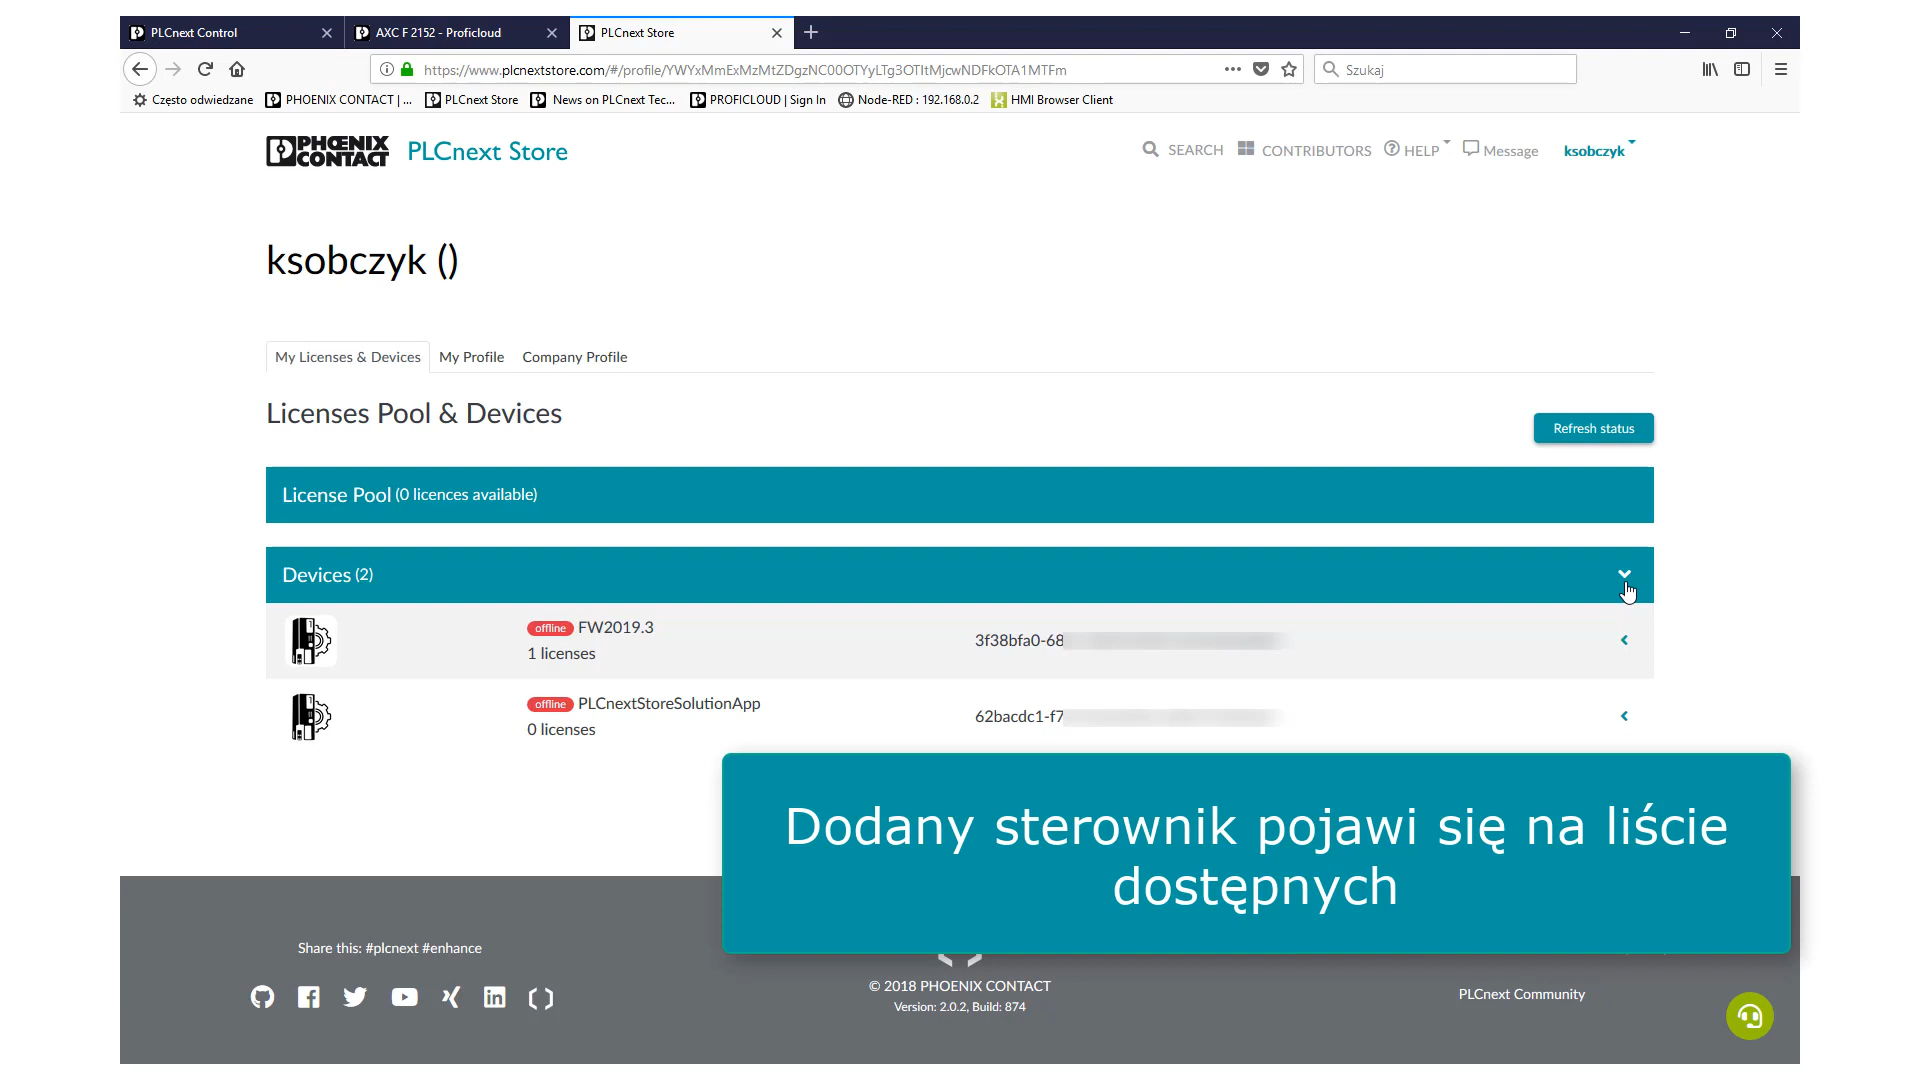 PLCnext Control
AXC F 2152 - Proficloud
PLCnext Store
https://www.plcnextstore.com/#/profile/YWYxMmExMzMtZDgzNC00OTYyLTg3OTItMjcwNDFkOTA1MTFm
Szukaj
Często odwiedzane
PHOENIX CONTACT | ...
PLCnext Store
News on PLCnext Tec...
PROFICLOUD | Sign In
Node-RED : 192.168.0.2
HMI Browser Client
PHŒNIX
CONTACT
PLCnext Store
SEARCH
CONTRIBUTORS
HELP
Message
ksobczyk
ksobczyk ()
My Licenses & Devices
My Profile
Company Profile
Licenses Pool & Devices
Refresh status
License Pool (0 licences available)
Devices (2)
offline FW2019.3
1 licenses
3f38bfa0-68
offline PLCnextStoreSolutionApp
0 licenses
62bacdc1-f7
Dodany sterownik pojawi się na liście
dostępnych
Share this: #plcnext #enhance
© 2018 PHOENIX CONTACT
Version: 2.0.2, Build: 874
PLCnext Community